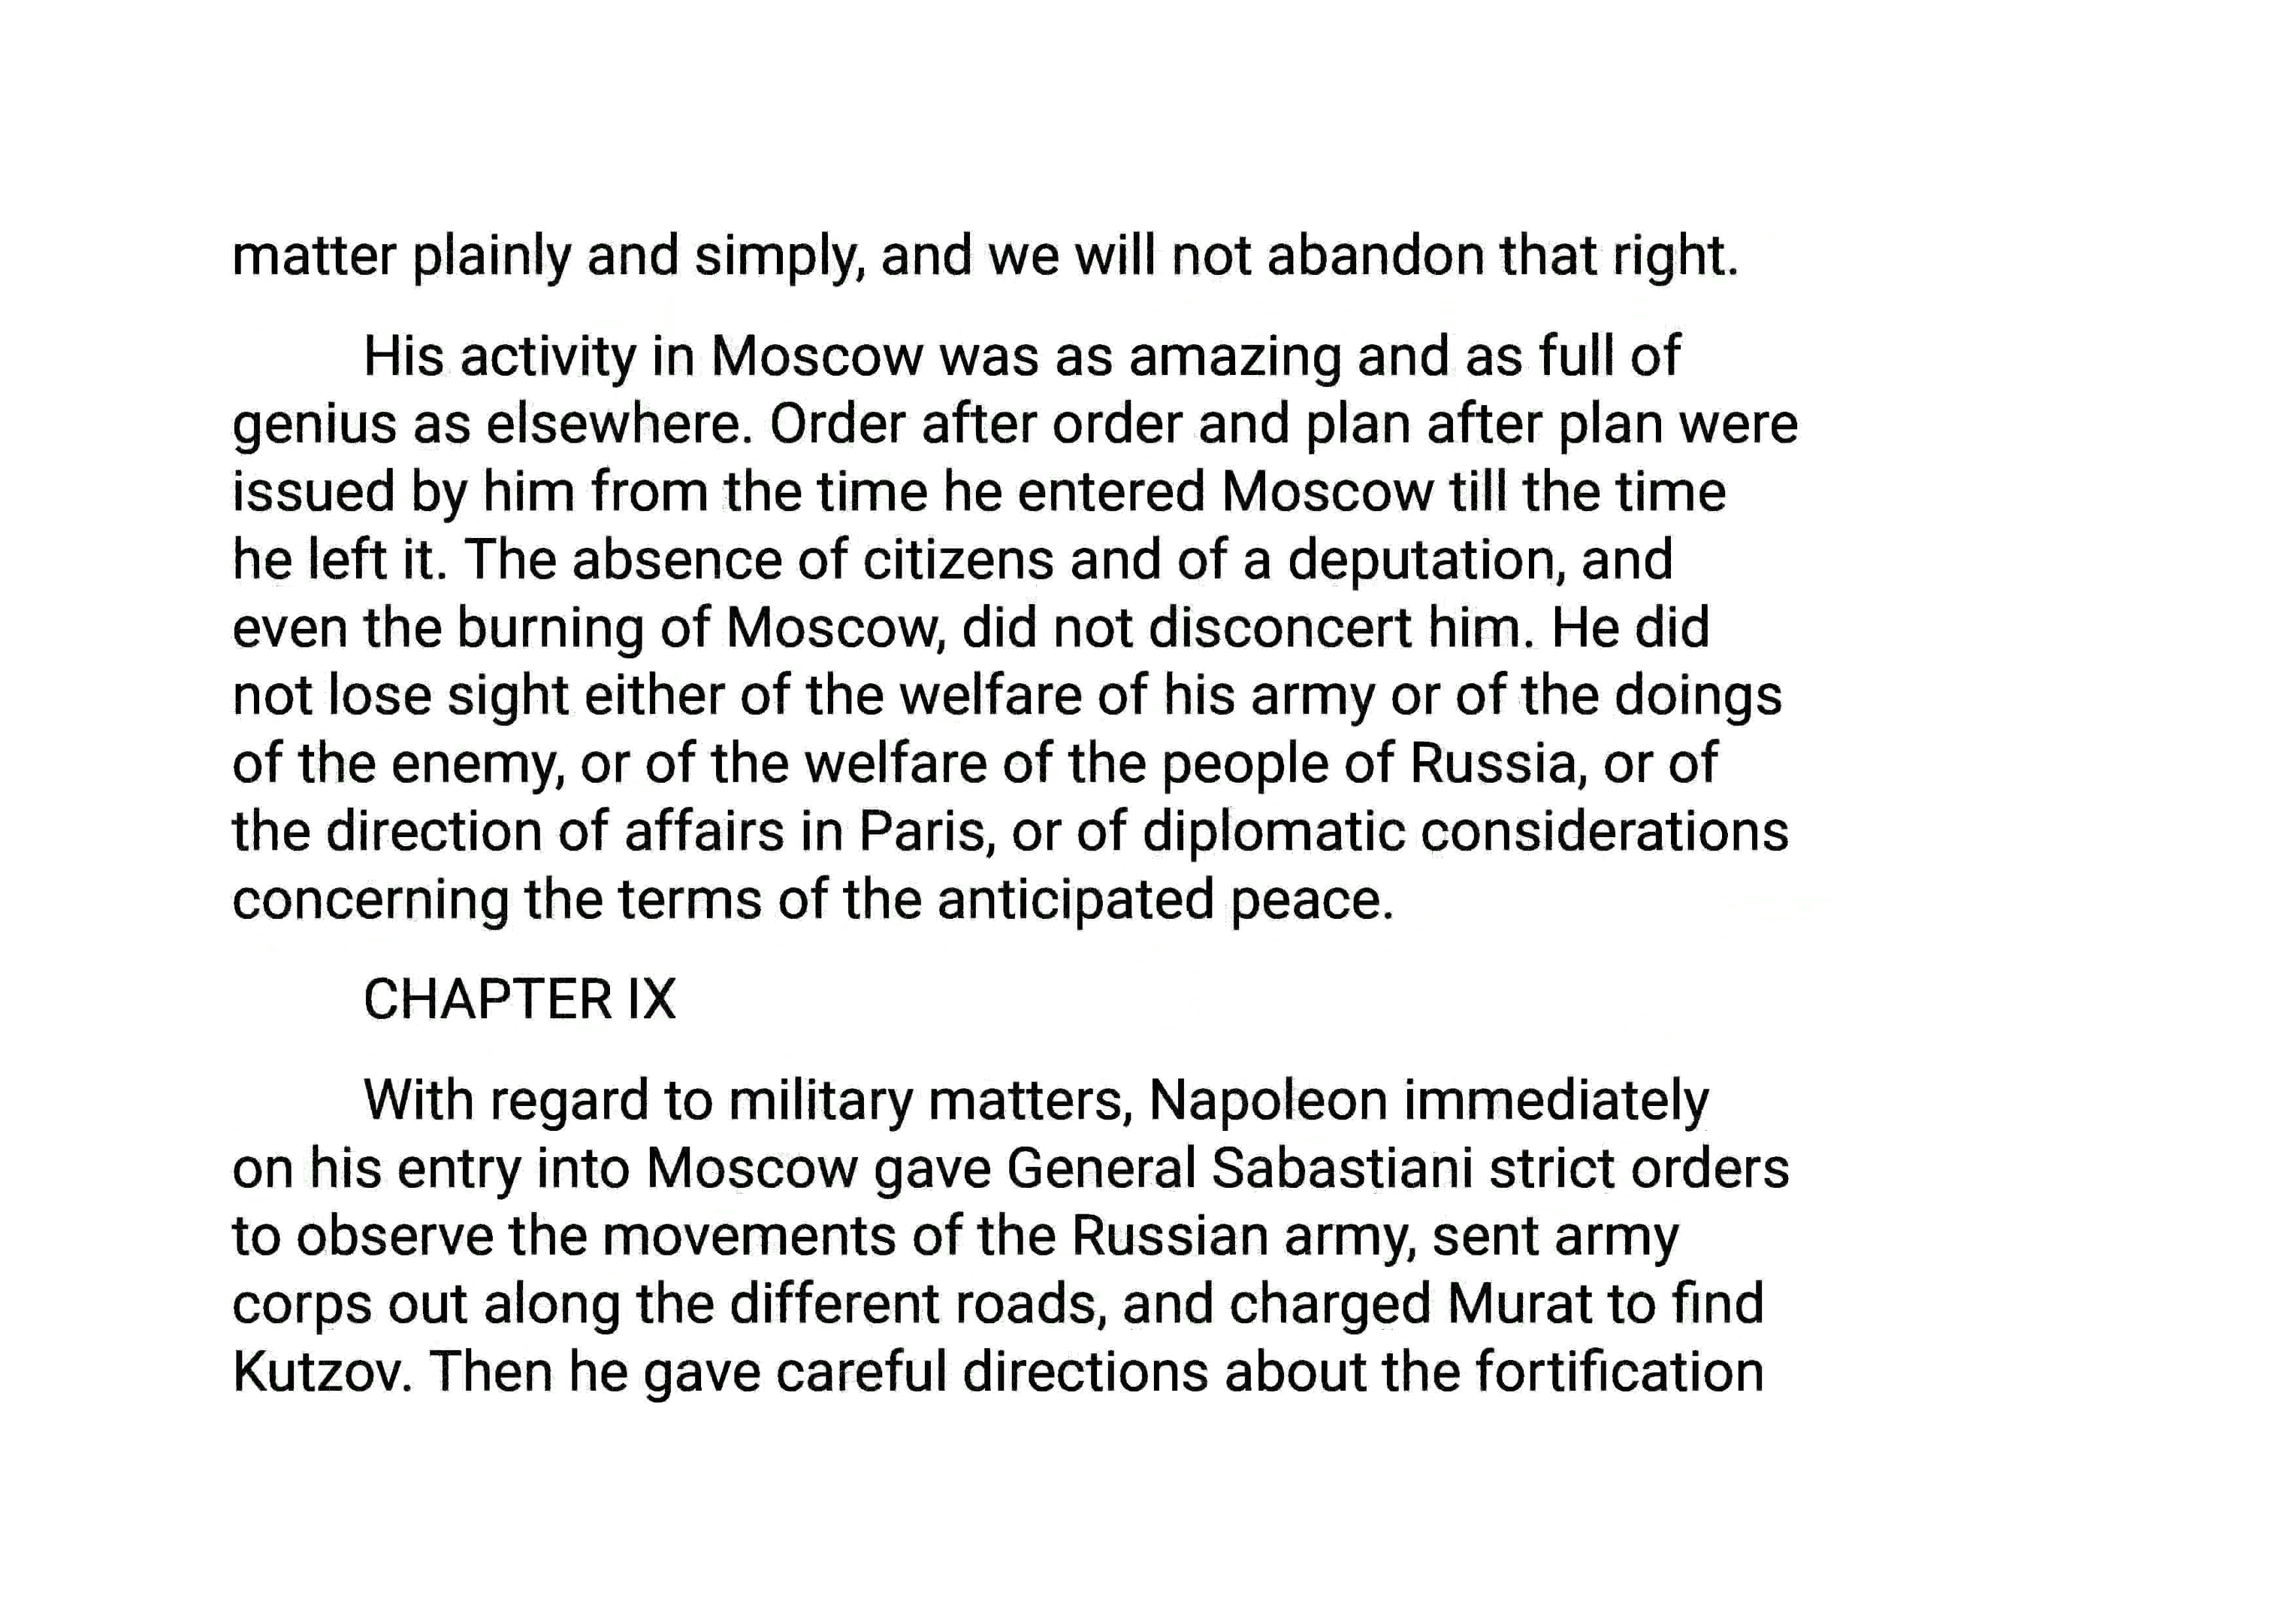 matter plainly and simply, and we will not abandon that right.
His activity in Moscow was as amazing and as full of
genius as elsewhere. Order after order and plan after plan were
issued by him from the time he entered Moscow till the time
he left it. The absence of citizens and of a deputation, and
even the burning of Moscow, did not disconcert him. He did
not lose sight either of the welfare of his army or of the doings
of the enemy, or of the welfare of the people of Russia, or of
the direction of affairs in Paris, or of diplomatic considerations
concerning the terms of the anticipated peace.
CHAPTER IX
With regard to military matters, Napoleon immediately
on his entry into Moscow gave General Sabastiani strict orders
to observe the movements of the Russian army, sent army
corps out along the different roads, and charged Murat to find
Kutzov. Then he gave careful directions about the fortification